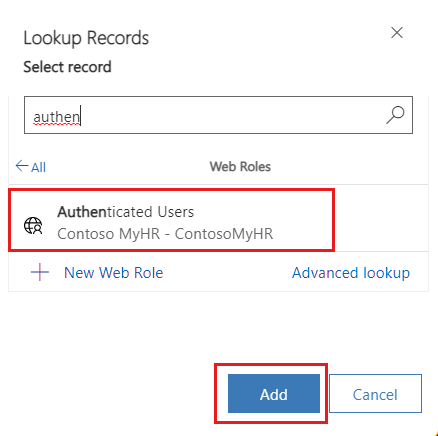 Lookup Records
Select record
authen
All
Web Roles
Authenticated Users
Contoso MyHR - ContosoMyHR
New Web Role
Advanced lookup
Add
Cancel